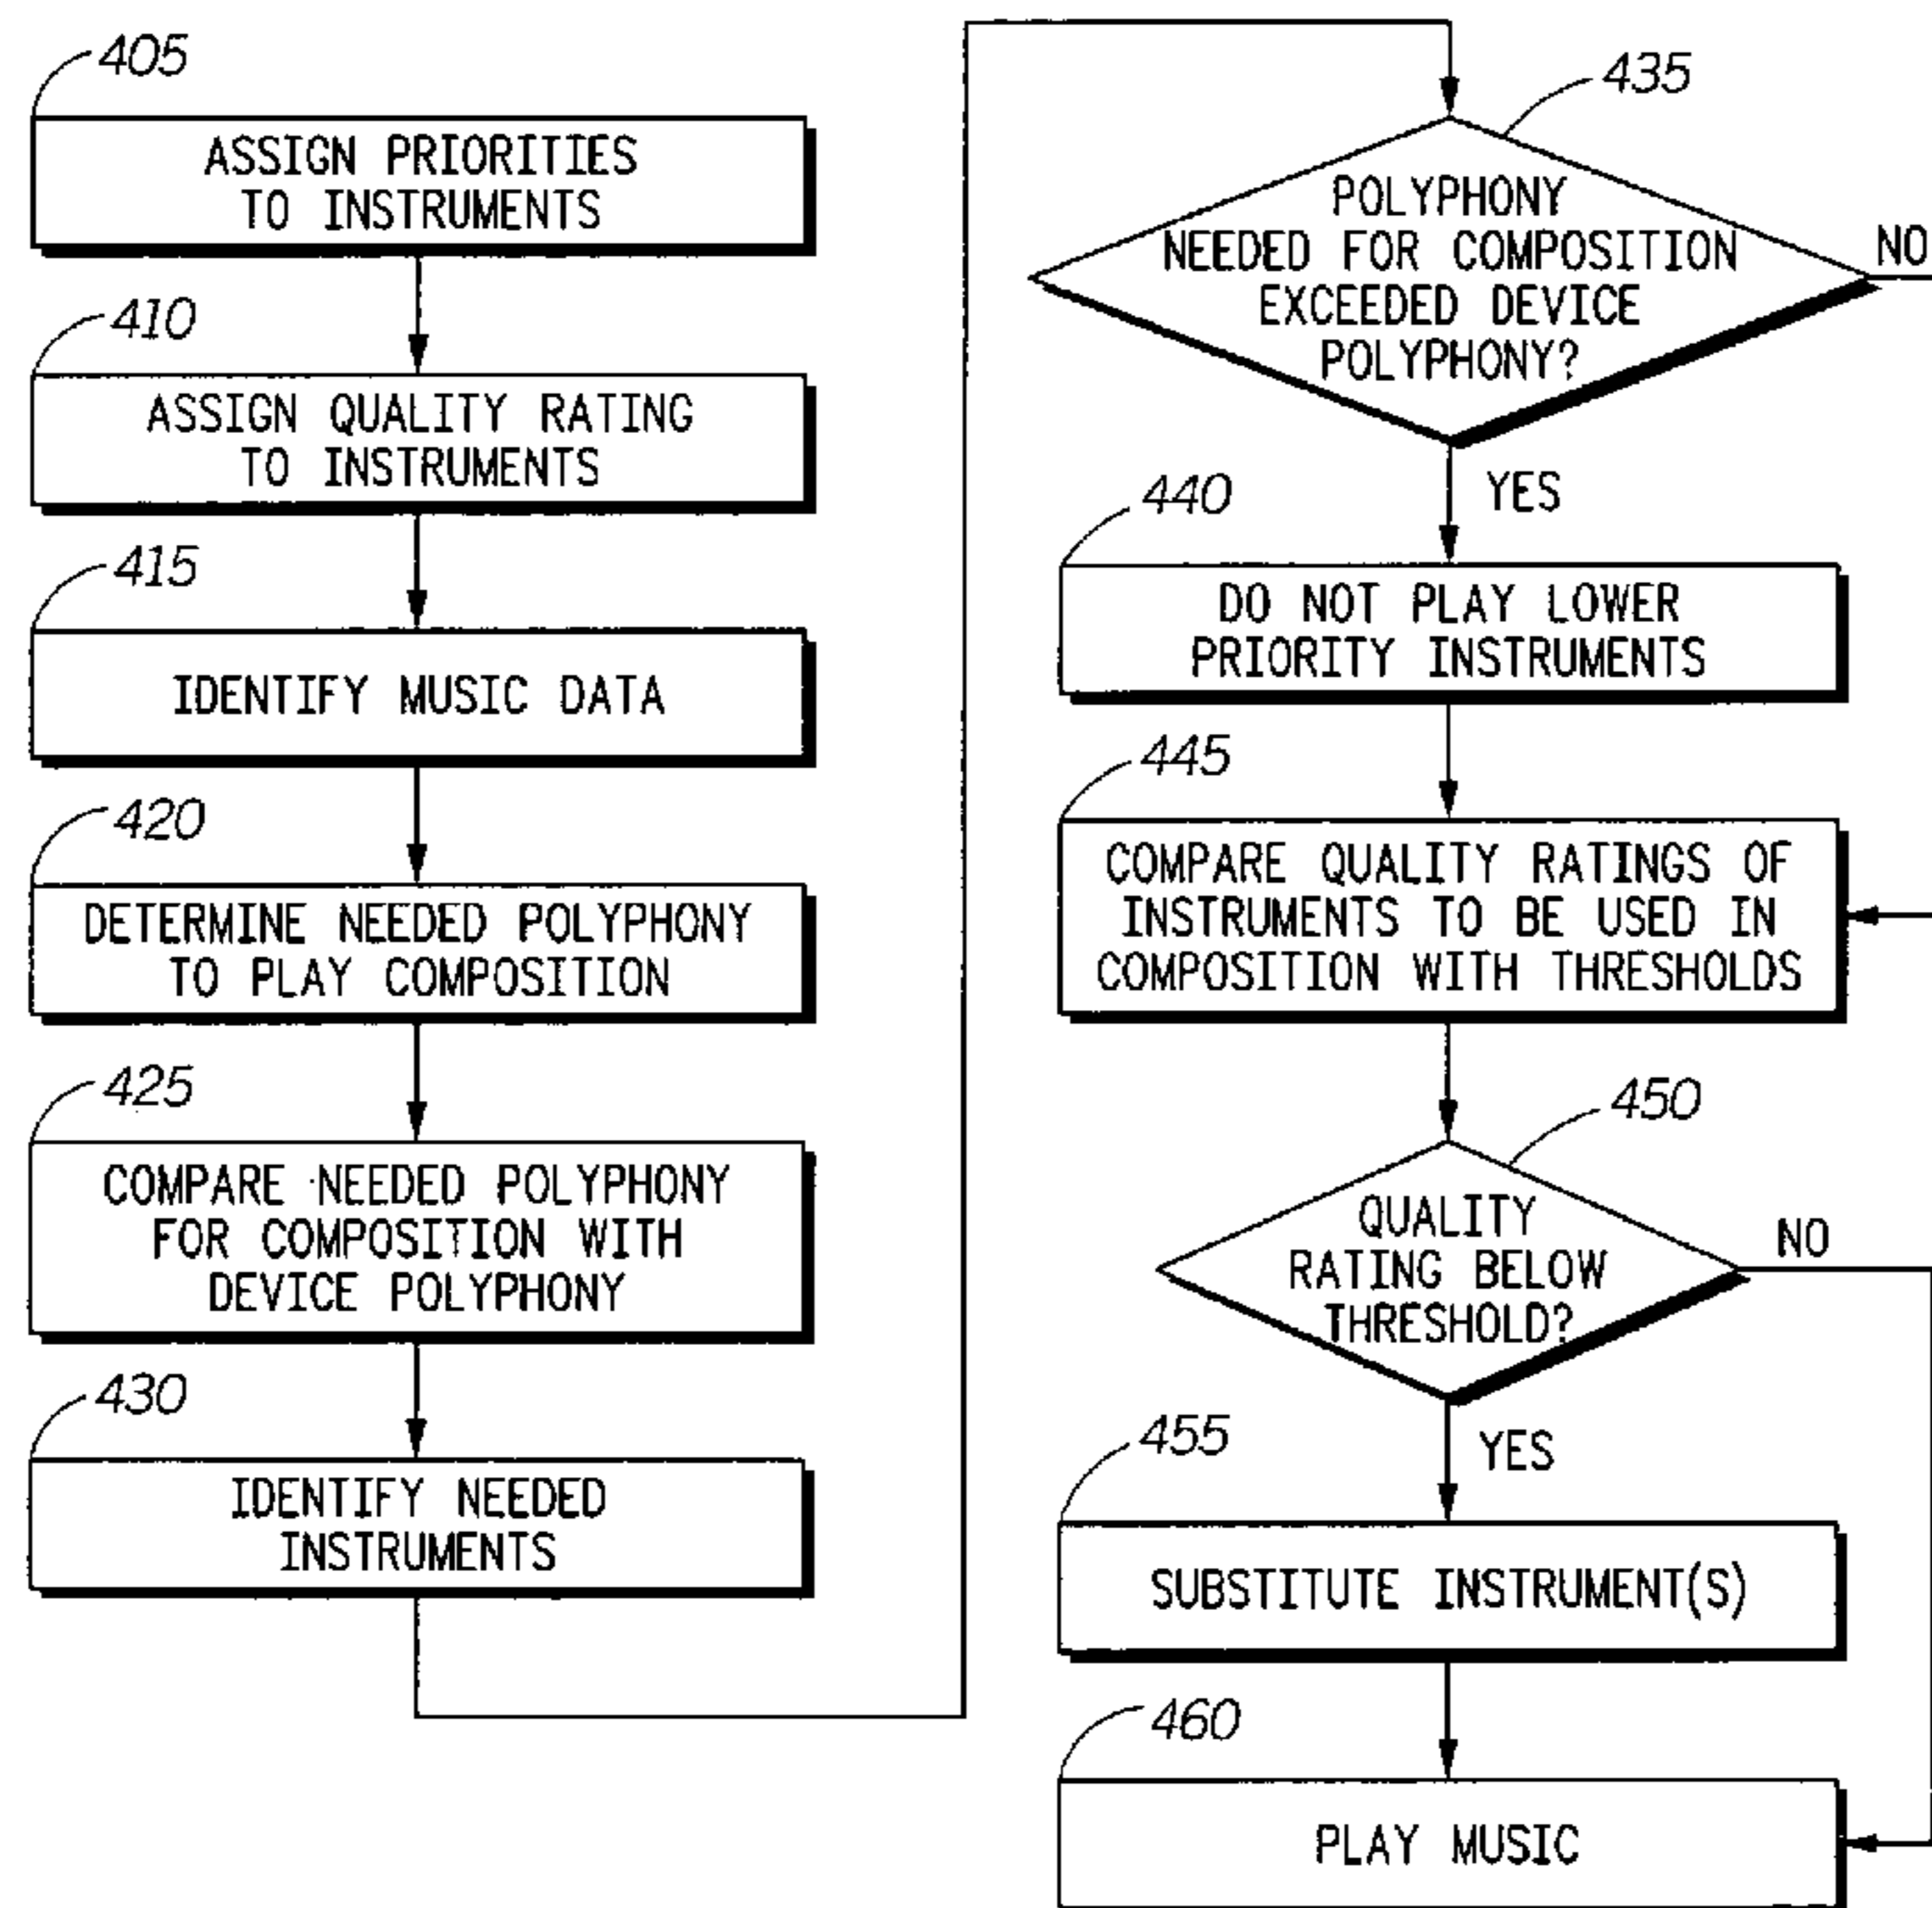 405
ASSIGN PRIORITIES
TO INSTRUMENTS
410
ASSIGN QUALITY RATING
TO INSTRUMENTS
415
IDENTIFY MUSIC DATA
420
DETERMINE NEEDED POLYPHONY
TO PLAY COMPOSITION
425
COMPARE NEEDED POLYPHONY
FOR COMPOSITION WITH
DEVICE POLYPHONY
430
IDENTIFY NEEDED
INSTRUMENTS
435
POLYPHONY
NEEDED FOR COMPOSITION
EXCEEDED DEVICE
POLYPHONY?
NO
YES
440
DO NOT PLAY LOWER
PRIORITY INSTRUMENTS
445
COMPARE QUALITY RATINGS OF
INSTRUMENTS TO BE USED IN
COMPOSITION WITH THRESHOLDS
450
QUALITY
RATING BELOW
THRESHOLD?
NO
YES
455
SUBSTITUTE INSTRUMENT(S)
460
PLAY MUSIC